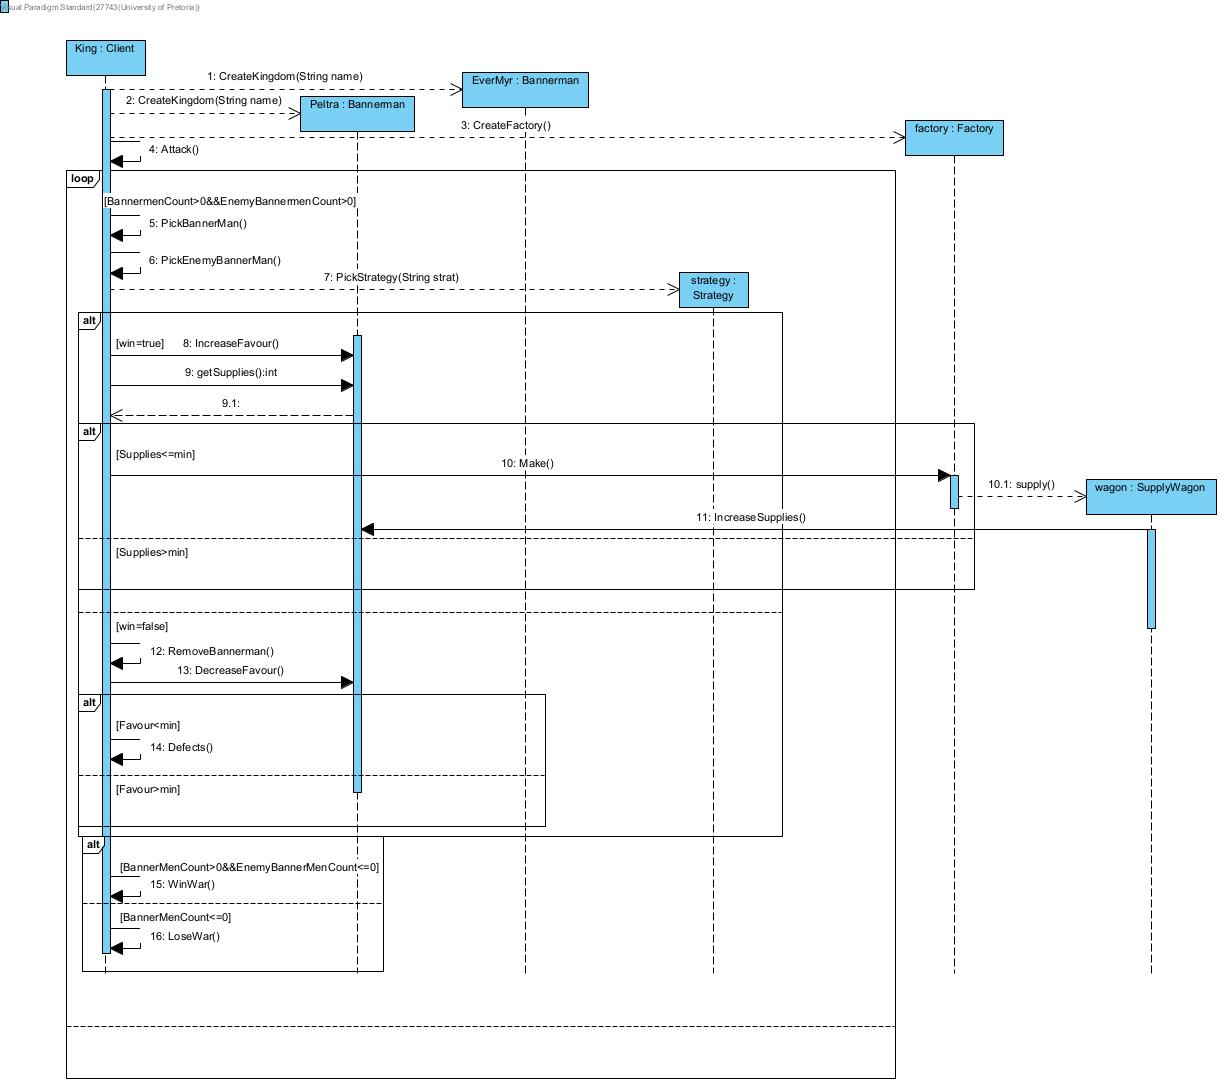 Visual Paradigm Standard(27743(University of Pretoria))
King : Client
1: CreateKingdom(String name)
EverMyr : Bannerman
2: CreateKingdom(String name)
Peltra : Bannerman
3: CreateFactory()
factory : Factory
4: Attack()
loop
[BannermenCount>0&&EnemyBannermenCount>0]
5: PickBannerMan()
6: PickEnemyBannerMan()
7: PickStrategy(String strat)
strategy :
Strategy
alt
[win=true]
8: IncreaseFavour()
9: getSupplies():int
9.1:
alt
[Supplies<=min]
10: Make()
10.1: supply()
wagon : SupplyWagon
11: IncreaseSupplies()
[Supplies>min]
[win=false]
12: RemoveBannerman()
13: DecreaseFavour()
alt
[Favour<min]
14: Defects()
[Favour>min]
alt
[BannerMenCount>0&&EnemyBannerMenCount<=0]
15: WinWar()
[BannerMenCount<=0]
16: LoseWar()